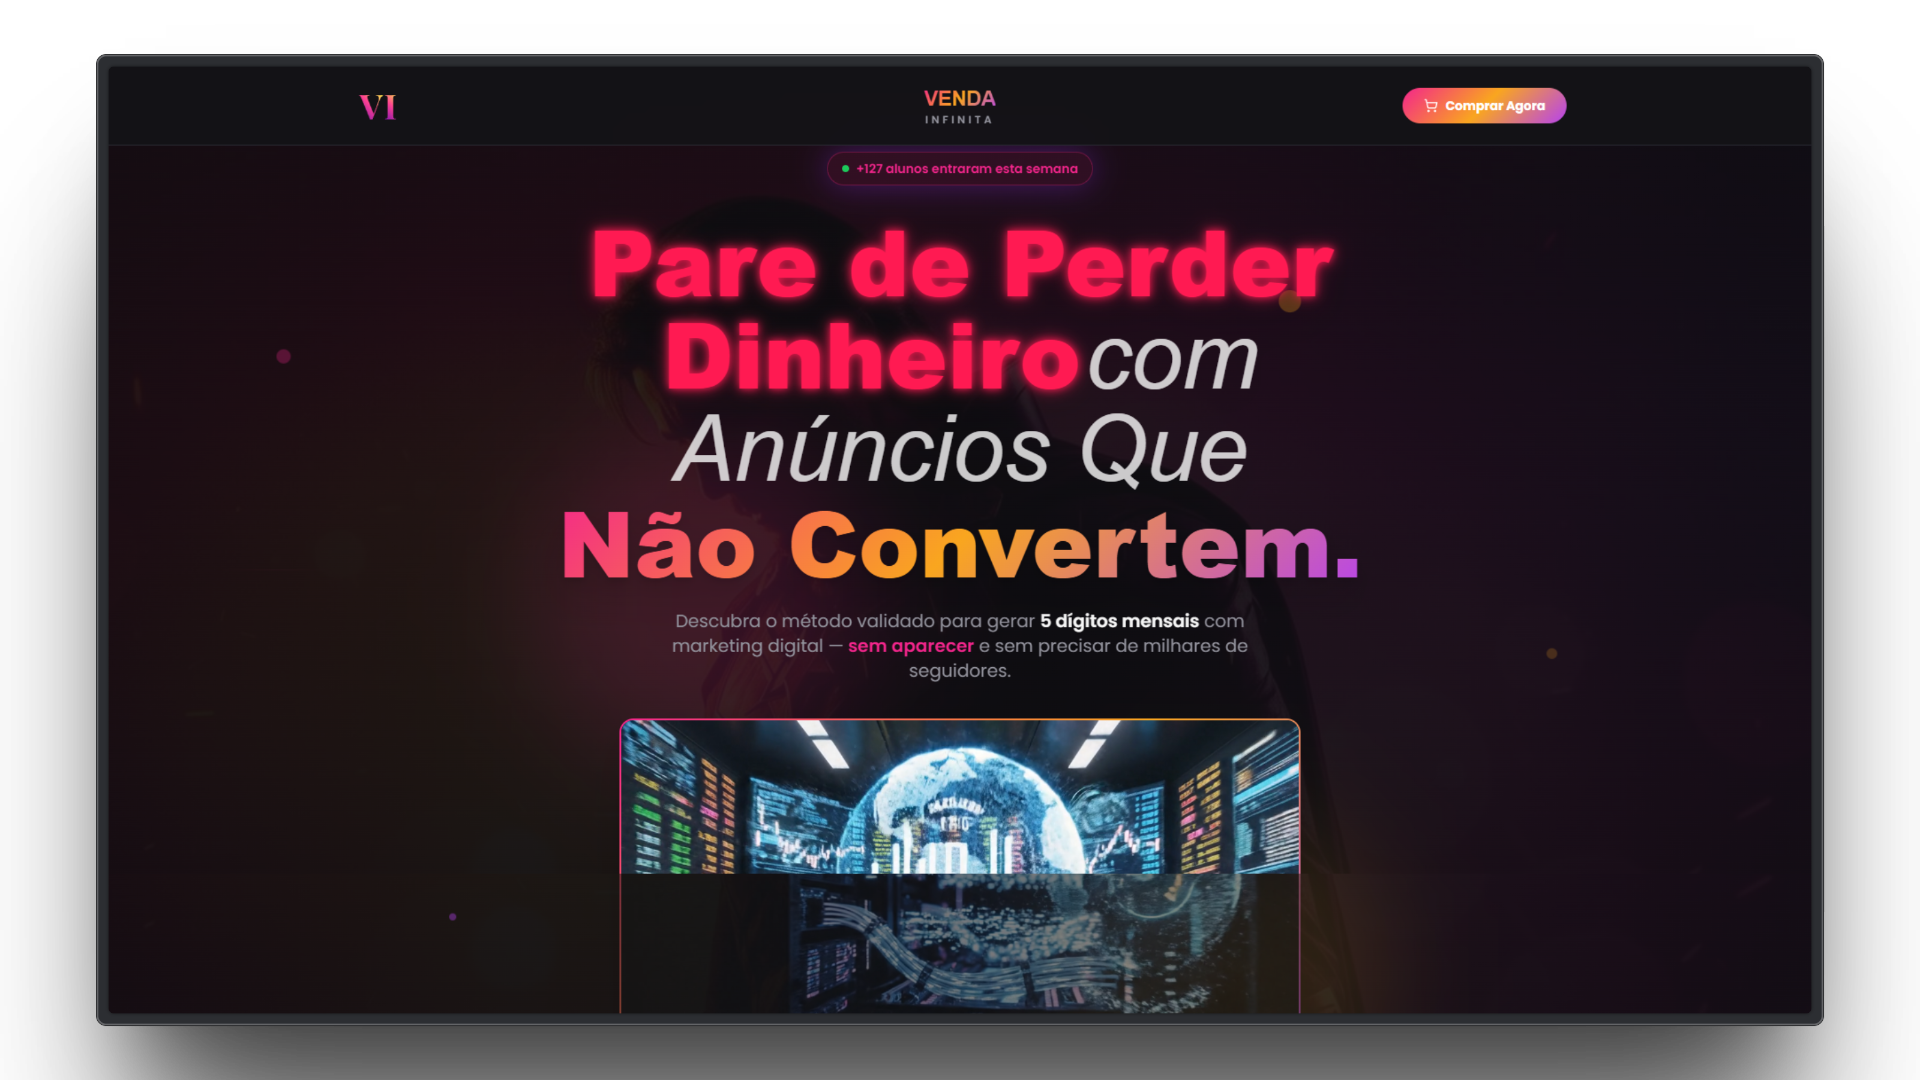 VI
VENDA
INFINITA
Comprar Agora
+127 alunos entraram esta semana
Pare de Perder
Dinheiro com
Anúncios Que
Não Convertem.
Descubra o método validado para gerar 5 dígitos mensais com
marketing digital — sem aparecer e sem precisar de milhares de
seguidores.